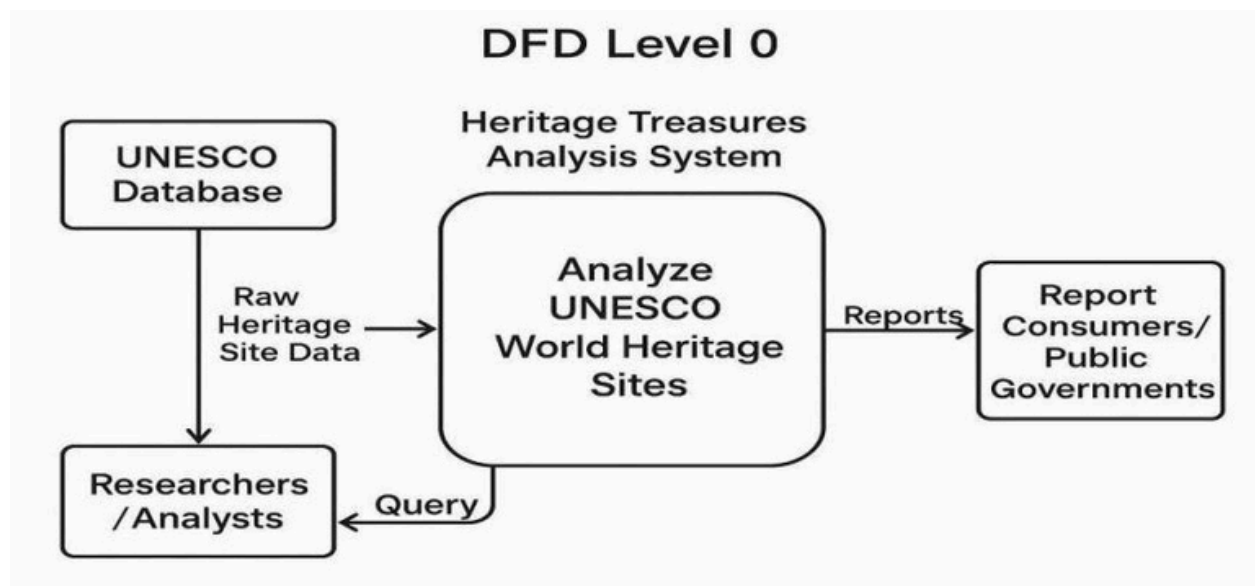 DFD Level 0
Heritage Treasures
Analysis System
UNESCO
Database
Raw
Heritage
Site Data
Analyze
UNESCO
World Heritage
Sites
Reports
Report
Consumers/
Public
Governments
Researchers
/Analysts
Query